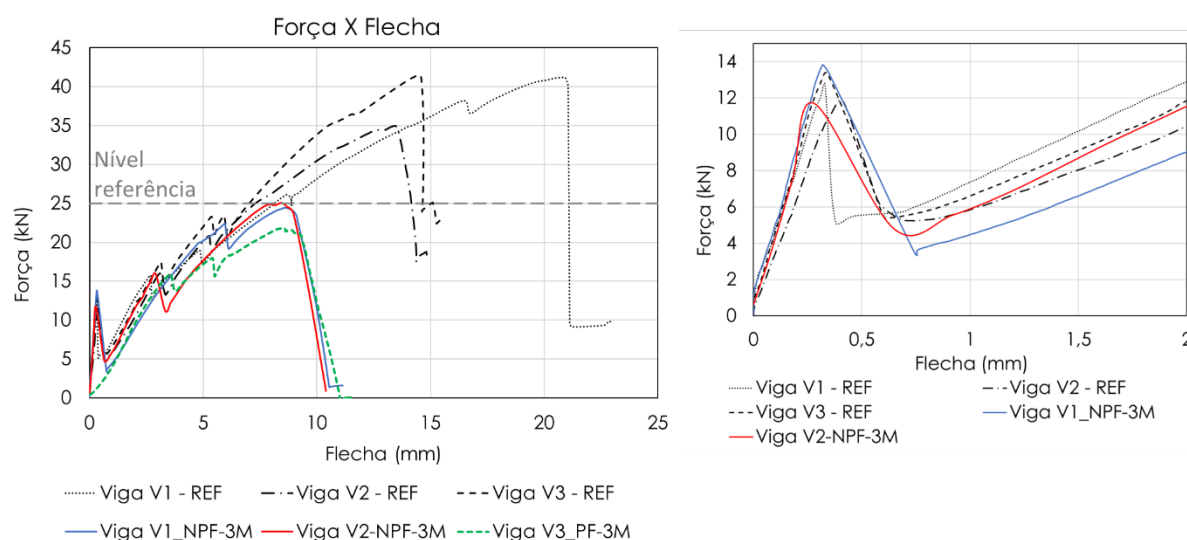 Força X Flecha
45
40
35
30
25
20
15
10
5
0
Força (kN)
Nível
referência
0 5 10 15 20 25
Flecha (mm)
Viga V1 - REF Viga V2 - REF Viga V3 - REF
Viga V1_NPF-3M Viga V2-NPF-3M Viga V3_PF-3M
14
12
10
8
6
4
2
0
Força (kN)
0 0,5 1 1,5 2
Flecha (mm)
Viga V1 - REF Viga V2 - REF
Viga V3 - REF Viga V1_NPF-3M
Viga V2-NPF-3M